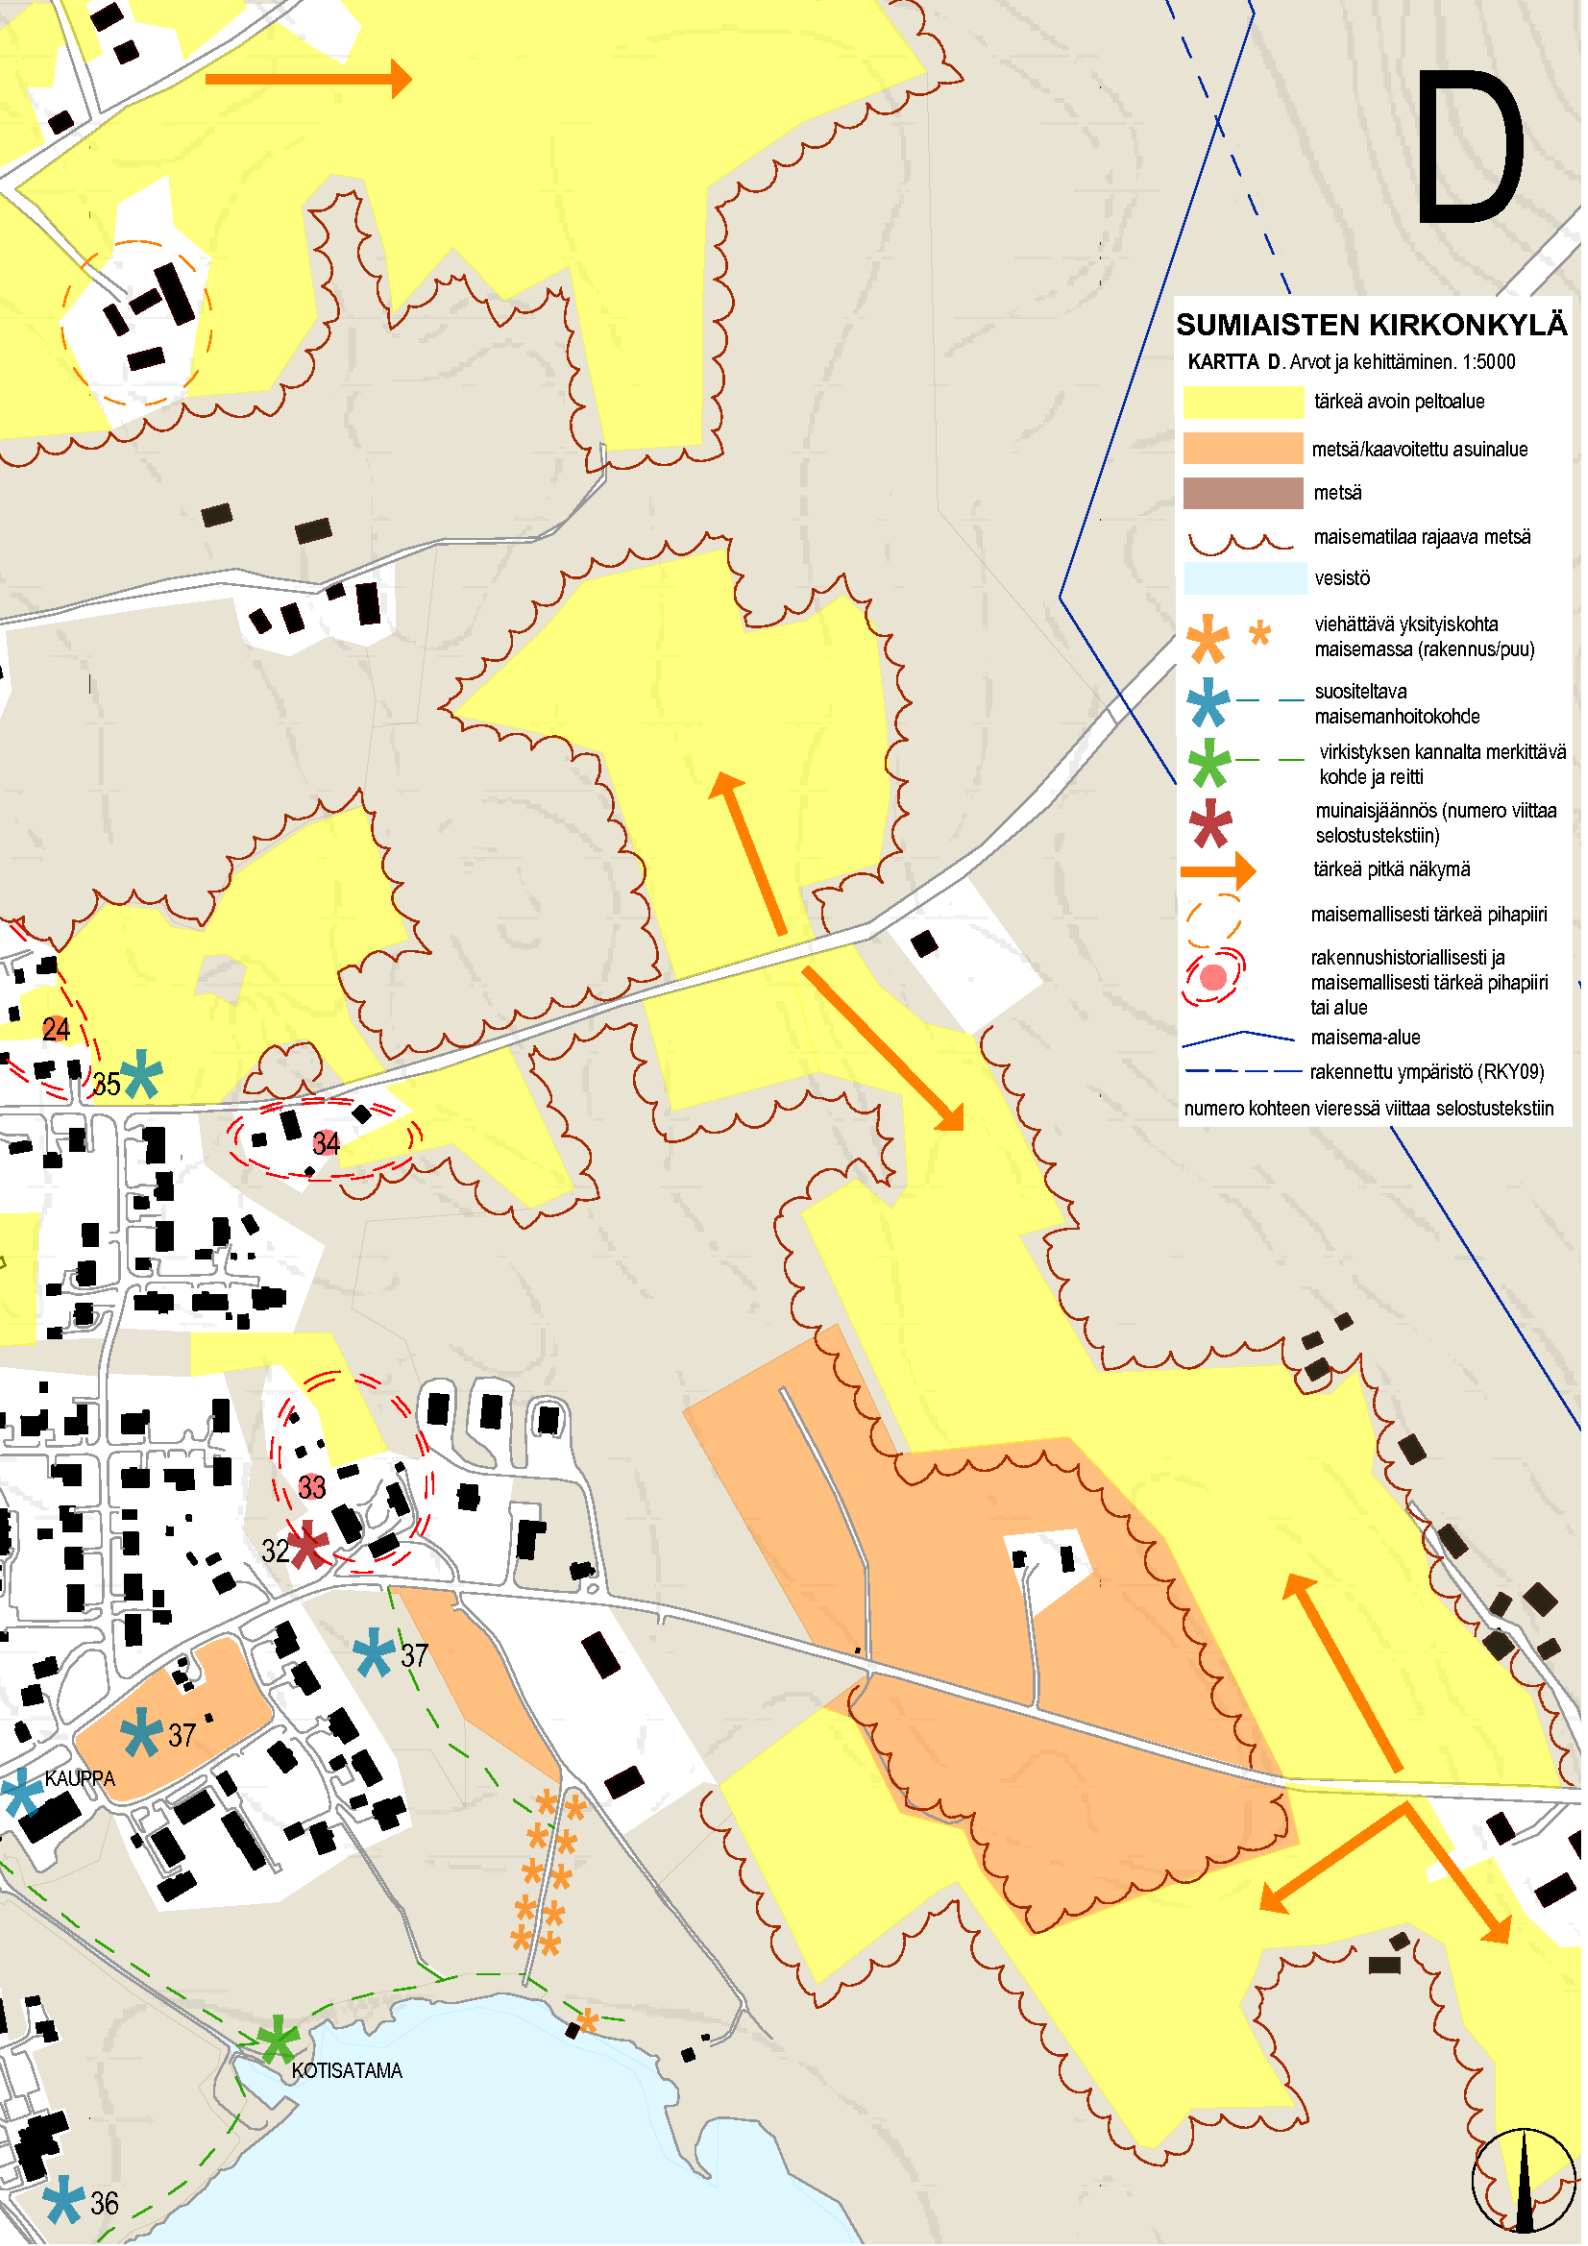 D
SUMIAISTEN KIRKONKYLÄ
KARTTA D. Arvot ja kehittäminen. 1:5000
tärkeä avoin peltoalue
metsä/kaavoitettu asuinalue
metsä
maisematilaa rajaava metsä
vesistö
viehättävä yksityiskohta
maisemassa (rakennus/puu)
suositeltava
maisemanhoitokohde
virkistyksen kannalta merkittävä
kohde ja reitti
muinaisjäännös (numero viittaa
selostustekstiin)
tärkeä pitkä näkymä
maisemallisesti tärkeä pihapiiri
rakennushistoriallisesti ja
maisemallisesti tärkeä pihapiiri
tai alue
maisema-alue
rakennettu ympäristö (RKY09)
numero kohteen vieressä viittaa selostustekstiin
24
35
34
33
32
37
37
KAUPPA
KOTISATAMA
36